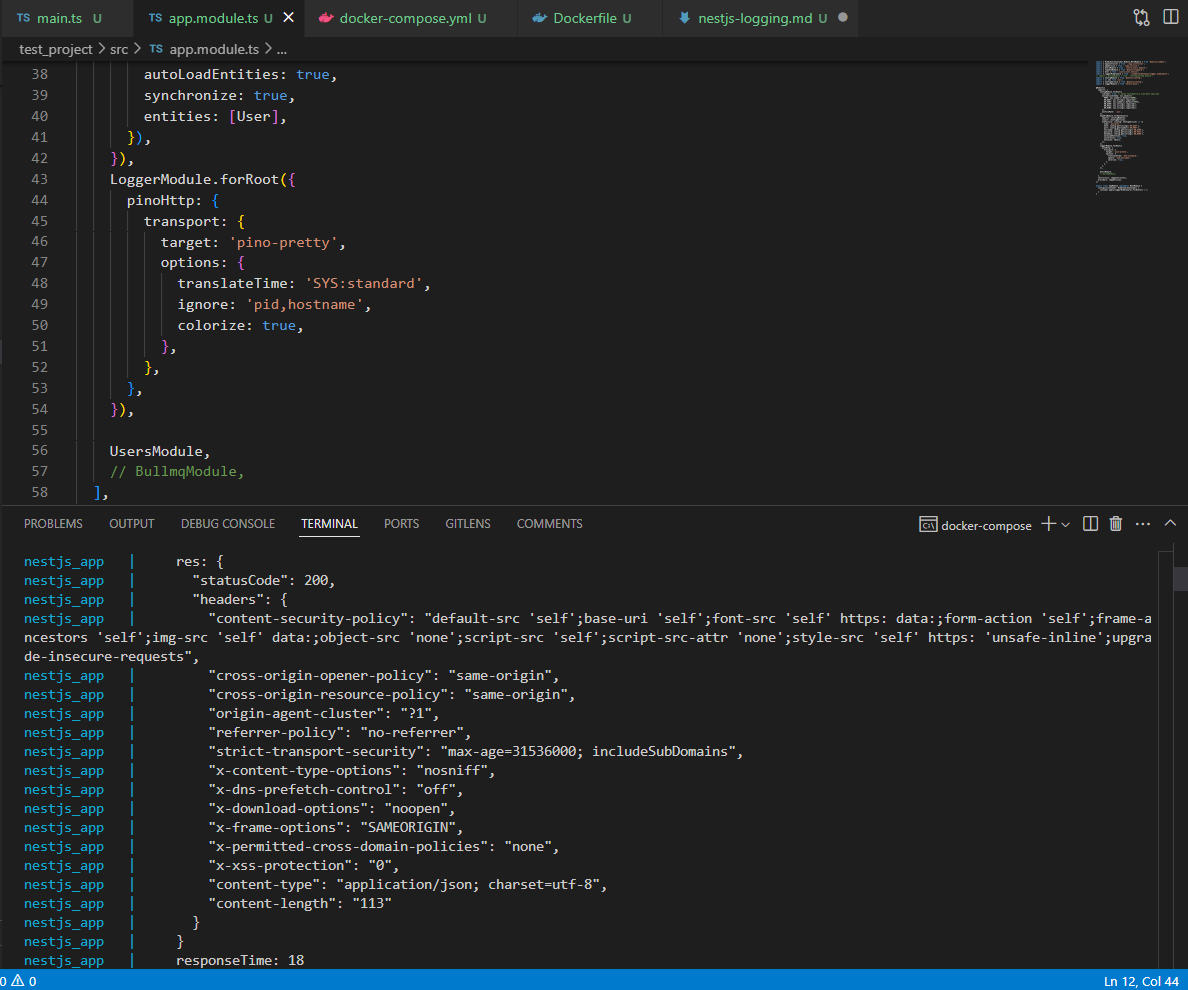 TS main.ts U TS app.module.ts U docker-compose.yml U Dockerfile U nestjs-logging.md U
test_project > src > TS app.module.ts > ...
38 autoLoadEntities: true,
39 synchronize: true,
40 entities: [User],
41 }),
42 }),
43 LoggerModule.forRoot({
44 pinoHttp: {
45 transport: {
46 target: 'pino-pretty',
47 options: {
48 translateTime: 'SYS:standard',
49 ignore: 'pid,hostname',
50 colorize: true,
51 },
52 },
53 },
54 }),
55
56 UsersModule,
57 // BullmqModule,
58 ],
PROBLEMS OUTPUT DEBUG CONSOLE TERMINAL PORTS GITLENS COMMENTS docker-compose
nestjs_app | res: {
nestjs_app | "statusCode": 200,
nestjs_app | "headers": {
nestjs_app | "content-security-policy": "default-src 'self';base-uri 'self';font-src 'self' https: data:;form-action 'self';frame-a
ncestors 'self';img-src 'self' data:;object-src 'none';script-src 'self';script-src-attr 'none';style-src 'self' https: 'unsafe-inline';upgra
de-insecure-requests",
nestjs_app | "cross-origin-opener-policy": "same-origin",
nestjs_app | "cross-origin-resource-policy": "same-origin",
nestjs_app | "origin-agent-cluster": "?1",
nestjs_app | "referrer-policy": "no-referrer",
nestjs_app | "strict-transport-security": "max-age=31536000; includeSubDomains",
nestjs_app | "x-content-type-options": "nosniff",
nestjs_app | "x-dns-prefetch-control": "off",
nestjs_app | "x-download-options": "noopen",
nestjs_app | "x-frame-options": "SAMEORIGIN",
nestjs_app | "x-permitted-cross-domain-policies": "none",
nestjs_app | "x-xss-protection": "0",
nestjs_app | "content-type": "application/json; charset=utf-8",
nestjs_app | "content-length": "113"
nestjs_app | }
nestjs_app | }
nestjs_app | responseTime: 18
0 0 Ln 12, Col 44